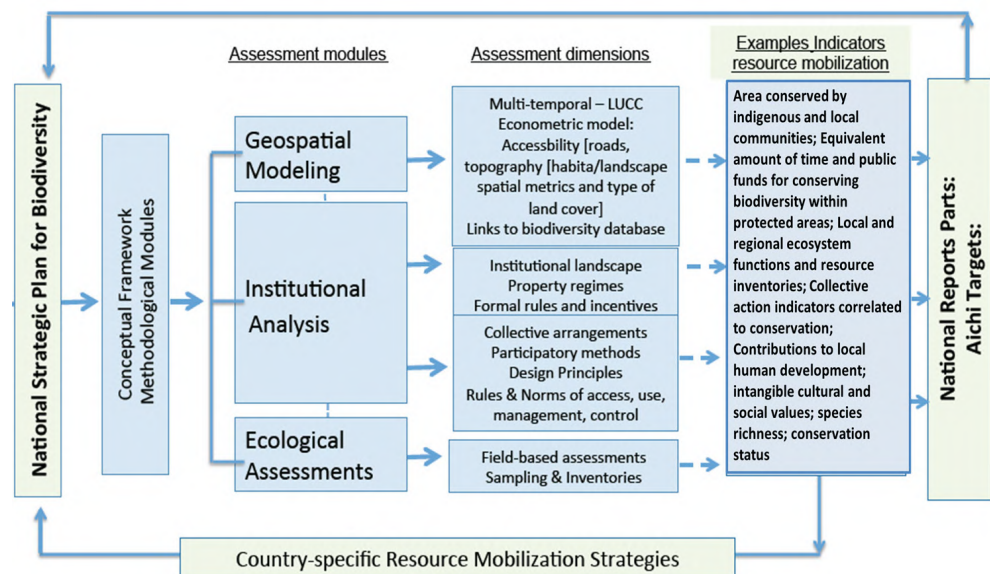 Assessment modules
Assessment dimensions
Examples Indicators
resource mobilization
National Strategic Plan for Biodiversity
Conceptual Framework
Methodological Modules
Geospatial
Modeling
Institutional
Analysis
Ecological
Assessments
Multi-temporal – LUCC
Econometric model:
Accessbility [roads,
topography [habita/landscape
spatial metrics and type of
land cover]
Links to biodiversity database
Institutional landscape
Property regimes
Formal rules and incentives
Collective arrangements
Participatory methods
Design Principles
Rules & Norms of access, use,
management, control
Field-based assessments
Sampling & Inventories
Area conserved by
indigenous and local
communities; Equivalent
amount of time and public
funds for conserving
biodiversity within
protected areas; Local and
regional ecosystem
functions and resource
inventories; Collective
action indicators correlated
to conservation;
Contributions to local
human development;
intangible cultural and
social values; species
richness; conservation
status
National Reports Parts:
Aichi Targets:
Country-specific Resource Mobilization Strategies